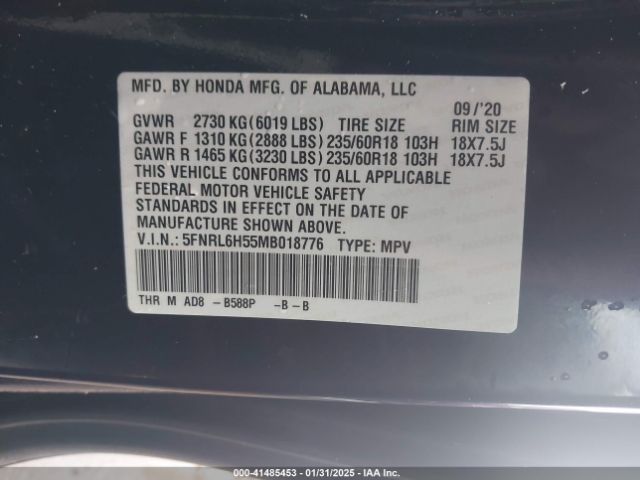 MFD. BY HONDA MFG. OF ALABAMA, LLC
09/'20
GVWR 2730 KG(6019 LBS) TIRE SIZE RIM SIZE
GAWR F 1310 KG(2888 LBS) 235/60R18 103H 18X7.5J
GAWR R 1465 KG(3230 LBS) 235/60R18 103H 18X7.5J
THIS VEHICLE CONFORMS TO ALL APPLICABLE
FEDERAL MOTOR VEHICLE SAFETY
STANDARDS IN EFFECT ON THE DATE OF
MANUFACTURE SHOWN ABOVE.
V.I.N.: 5FNRL6H55MB018776 TYPE: MPV
THR M AD8 -B588P -B-B
000-41485453 - 01/31/2025 - IAA Inc.